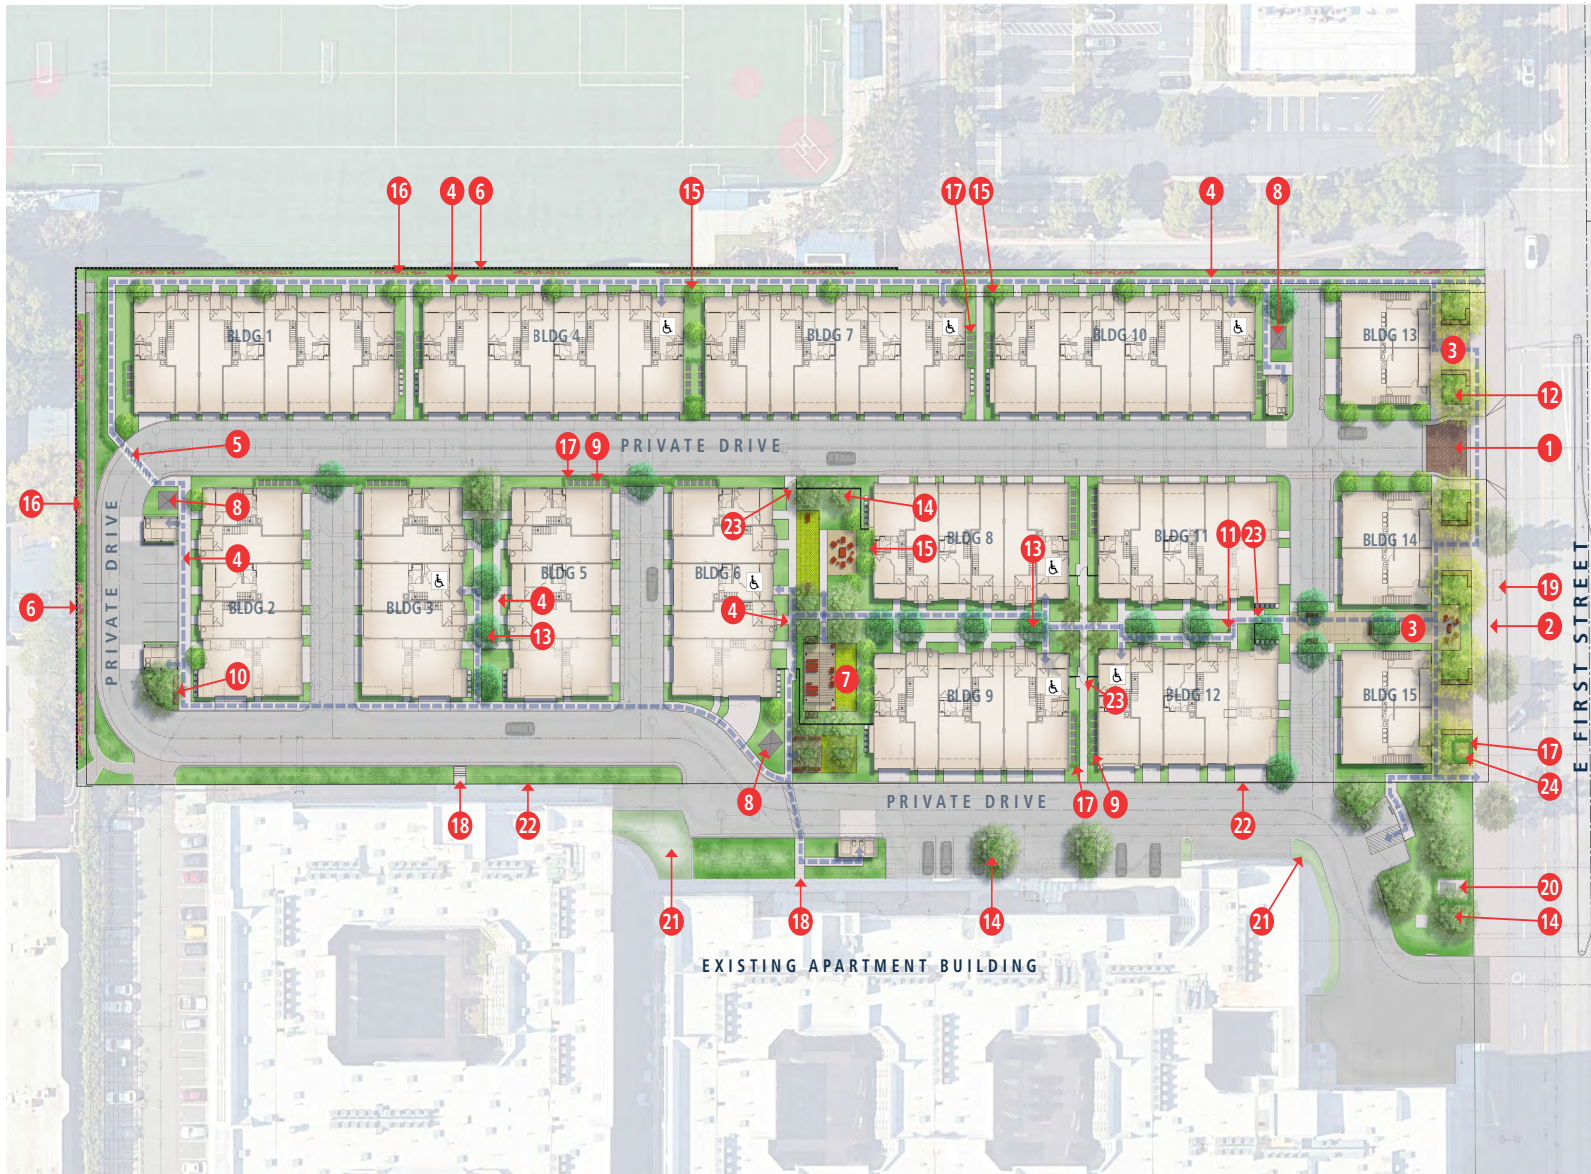 16 4 6 15 17 15 4 8
BLDG 1
BLDG 4
BLDG 7
BLDG 10
BLDG 13
3
12
5
17 9
PRIVATE DRIVE
1
16
8
23
14
15
BLDG 8
13
BLDG 11
11 23
BLDG 14
4
PRIVATE DRIVE
BLDG 2
BLDG 3
4
BLDG 5
BLDG 6
4
6
13
3
19
2
E FIRST STREET
10
7
BLDG 9
23
BLDG 12
BLDG 15
17
24
8
PRIVATE DRIVE
17 9
22
18 22
21
18
14
21
20
14
EXISTING APARTMENT BUILDING